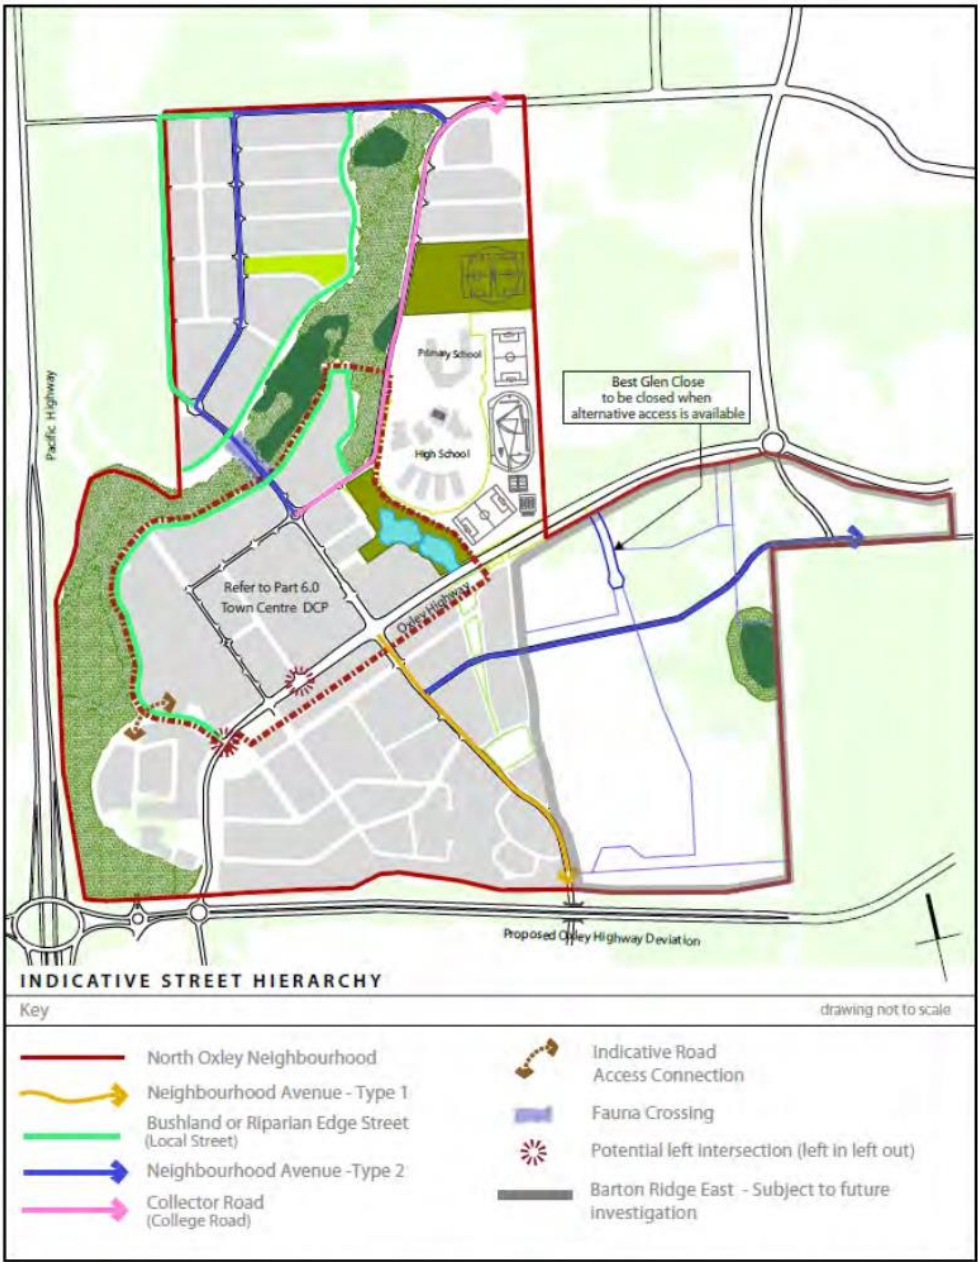 Pacific Highway
Primary School
High School
Best Glen Close
to be closed when
alternative access is available
Refer to Part 6.0
Town Centre DCP
Oxley Highway
Proposed Oxley Highway Deviation
INDICATIVE STREET HIERARCHY
Key
drawing not to scale
North Oxley Neighbourhood
Neighbourhood Avenue - Type 1
Bushland or Riparian Edge Street
(Local Street)
Neighbourhood Avenue -Type 2
Collector Road
(College Road)
Indicative Road
Access Connection
Fauna Crossing
Potential left intersection (left in left out)
Barton Ridge East - Subject to future
investigation